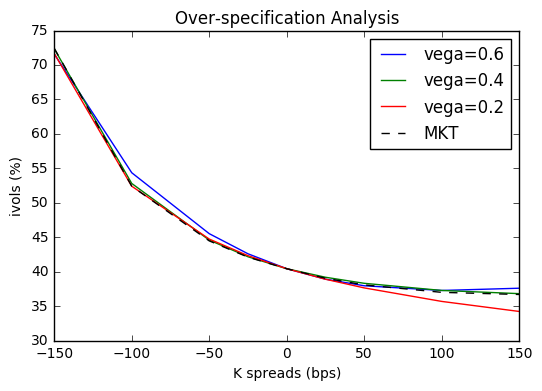 Over-specification Analysis
ivols (%)
75
70
65
60
55
50
45
40
35
30
vega=0.6
vega=0.4
vega=0.2
MKT
−150
−100
−50
0
50
100
150
K spreads (bps)